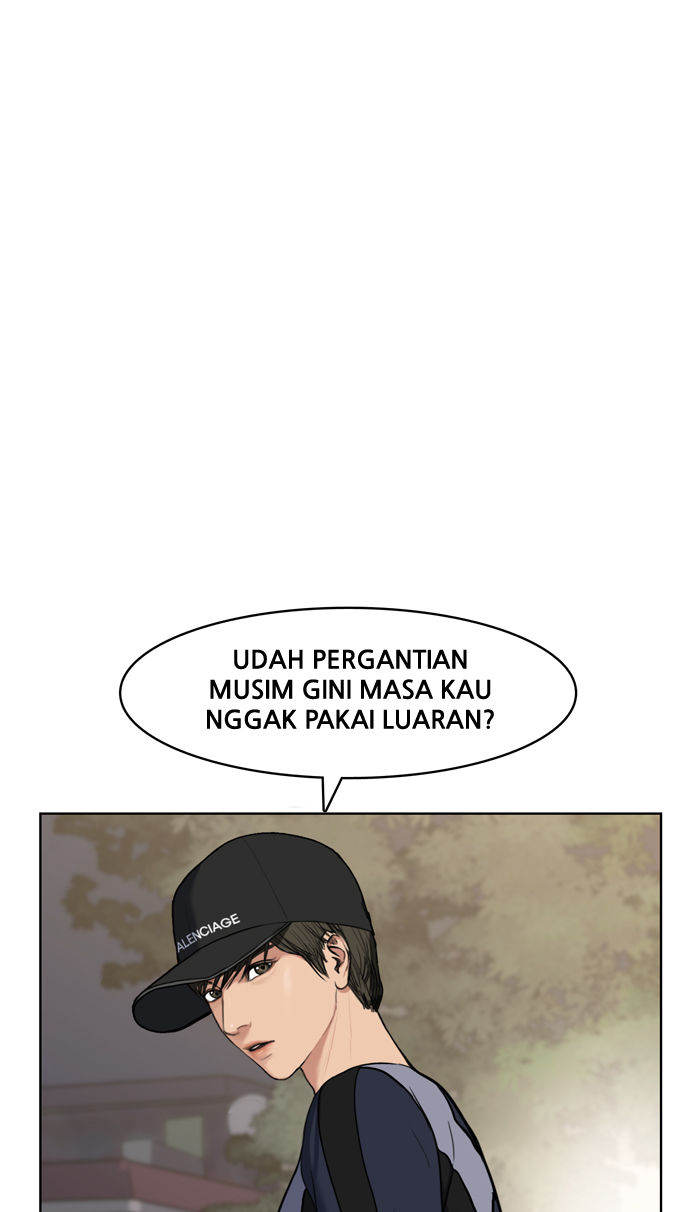 UDAH PERGANTIAN
MUSIM GINI MASA KAU
NGGAK PAKAI LUARAN?
ALENCIAGE